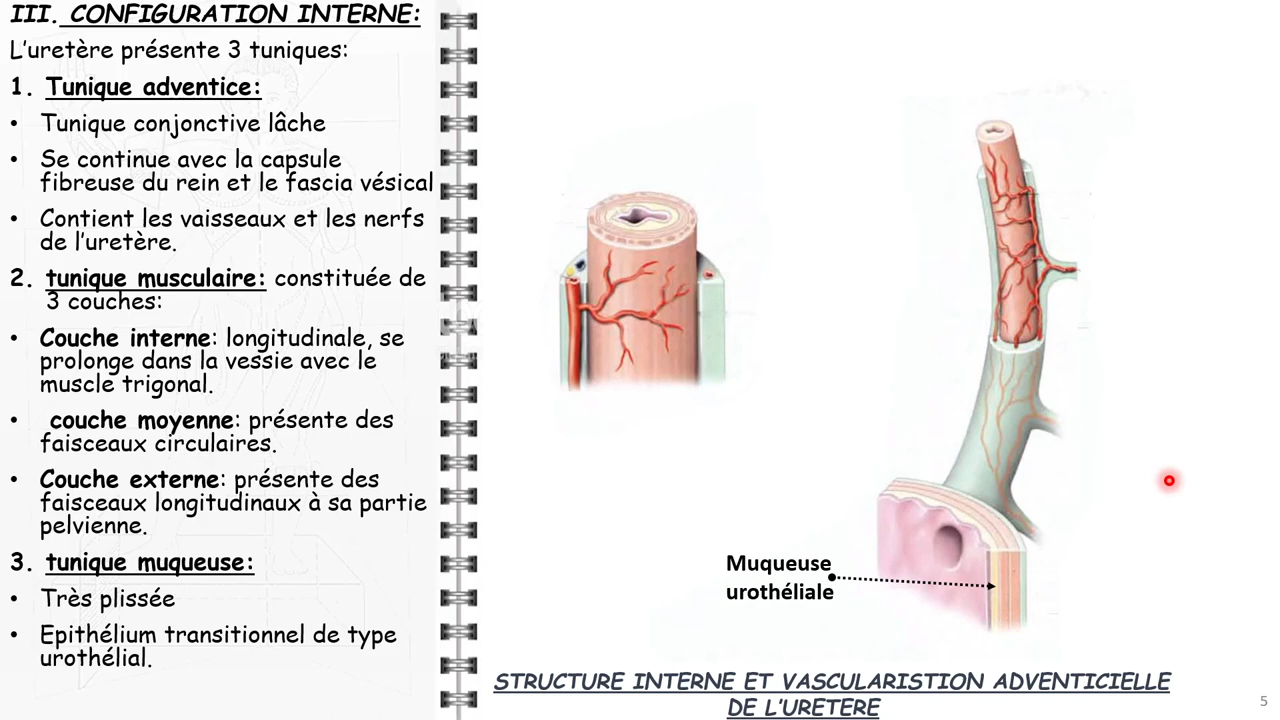 III. CONFIGURATION INTERNE:
L'uretère présente 3 tuniques:
1. Tunique adventice:
• Tunique conjonctive lâche
• Se continue avec la capsule
fibreuse du rein et le fascia vésical
• Contient les vaisseaux et les nerfs
de l'uretère.
2. tunique musculaire: constituée de
3 couches:
• Couche interne: longitudinale, se
prolonge dans la vessie avec le
muscle trigonal.
• couche moyenne: présente des
faisceaux circulaires.
• Couche externe: présente des
faisceaux longitudinaux à sa partie
pelvienne.
3. tunique muqueuse:
• Très plissée
• Epithélium transitionnel de type
urothélial.
Muqueuse
urothéliale
STRUCTURE INTERNE ET VASCULARISTION ADVENTICIELLE
DE L'URETERE
5